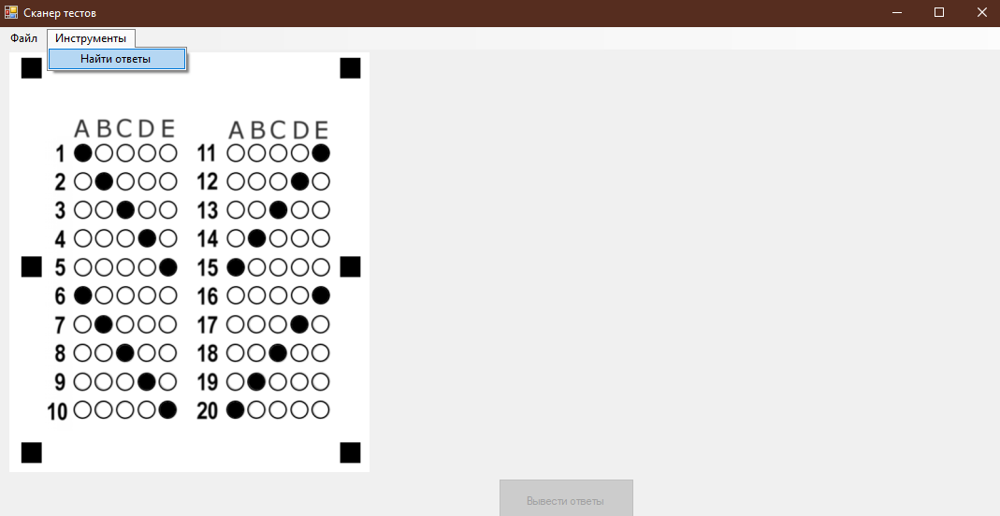 Сканер тестов
Файл Инструменты
Найти ответы
A B C D E A B C D E
1 11
2 12
3 13
4 14
5 15
6 16
7 17
8 18
9 19
10 20
Вывести ответы